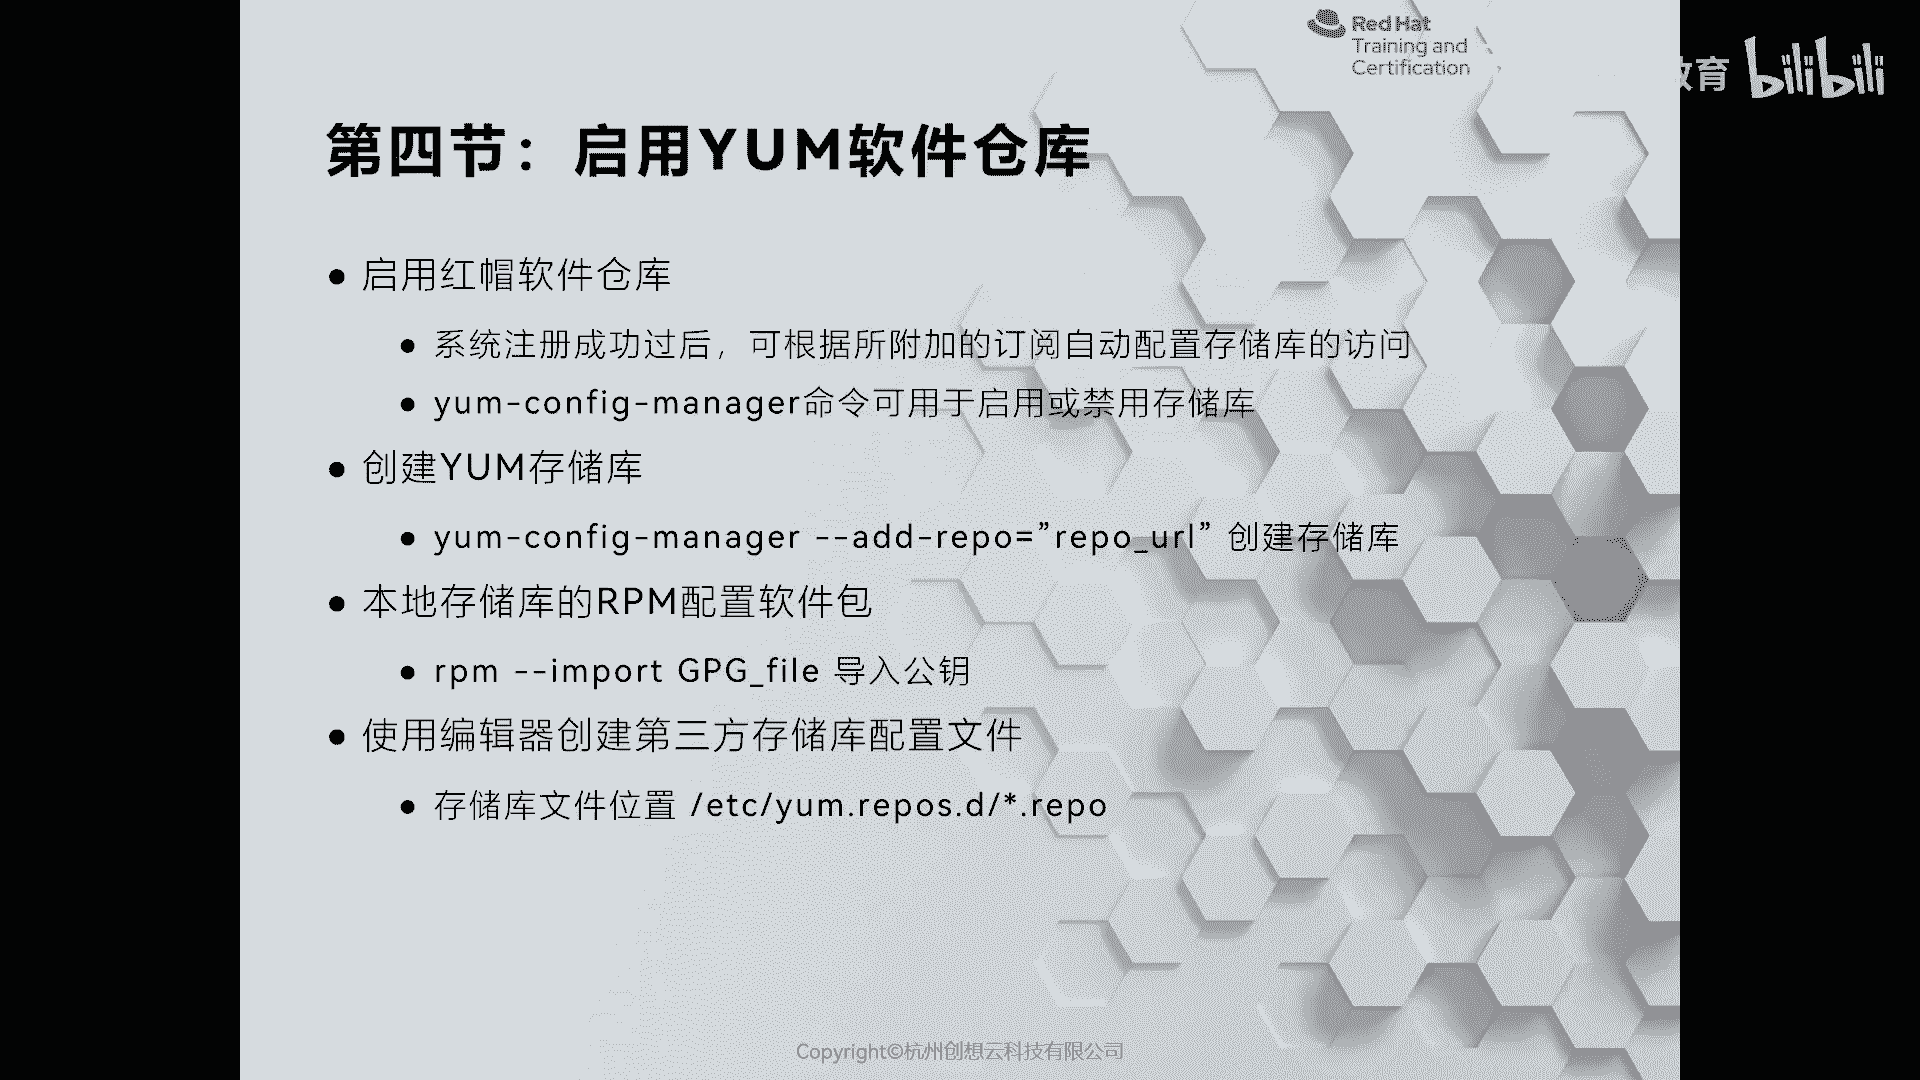 Red Hat
Training and
Certification
教育 bilibili
第四节：启用YUM软件仓库
● 启用红帽软件仓库
● 系统注册成功过后，可根据所附加的订阅自动配置存储库的访问
● yum-config-manager命令可用于启用或禁用存储库
● 创建YUM存储库
● yum-config-manager --add-repo=”repo_url” 创建存储库
● 本地存储库的RPM配置软件包
● rpm --import GPG_file 导入公钥
● 使用编辑器创建第三方存储库配置文件
● 存储库文件位置 /etc/yum.repos.d/*.repo
Copyright©杭州创想云科技有限公司